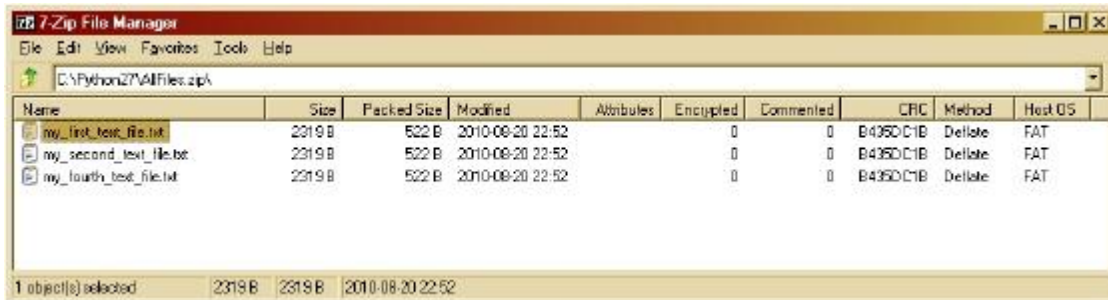 7-Zip File Manager
File Edit View Favorites Tools Help
C:\Python27\AllFiles.zip\
Name Size Packed Size Modified Attributes Encrypted Commented CRC Method Host OS
my_first_text_file.txt 2319 B 522 B 2010-08-20 22:52 0 0 B435DC1B Deflate FAT
my_second_text_file.txt 2319 B 522 B 2010-08-20 22:52 0 0 B435DC1B Deflate FAT
my_fourth_text_file.txt 2319 B 522 B 2010-08-20 22:52 0 0 B435DC1B Deflate FAT
1 object(s) selected 2319 B 2319 B 2010-08-20 22:52